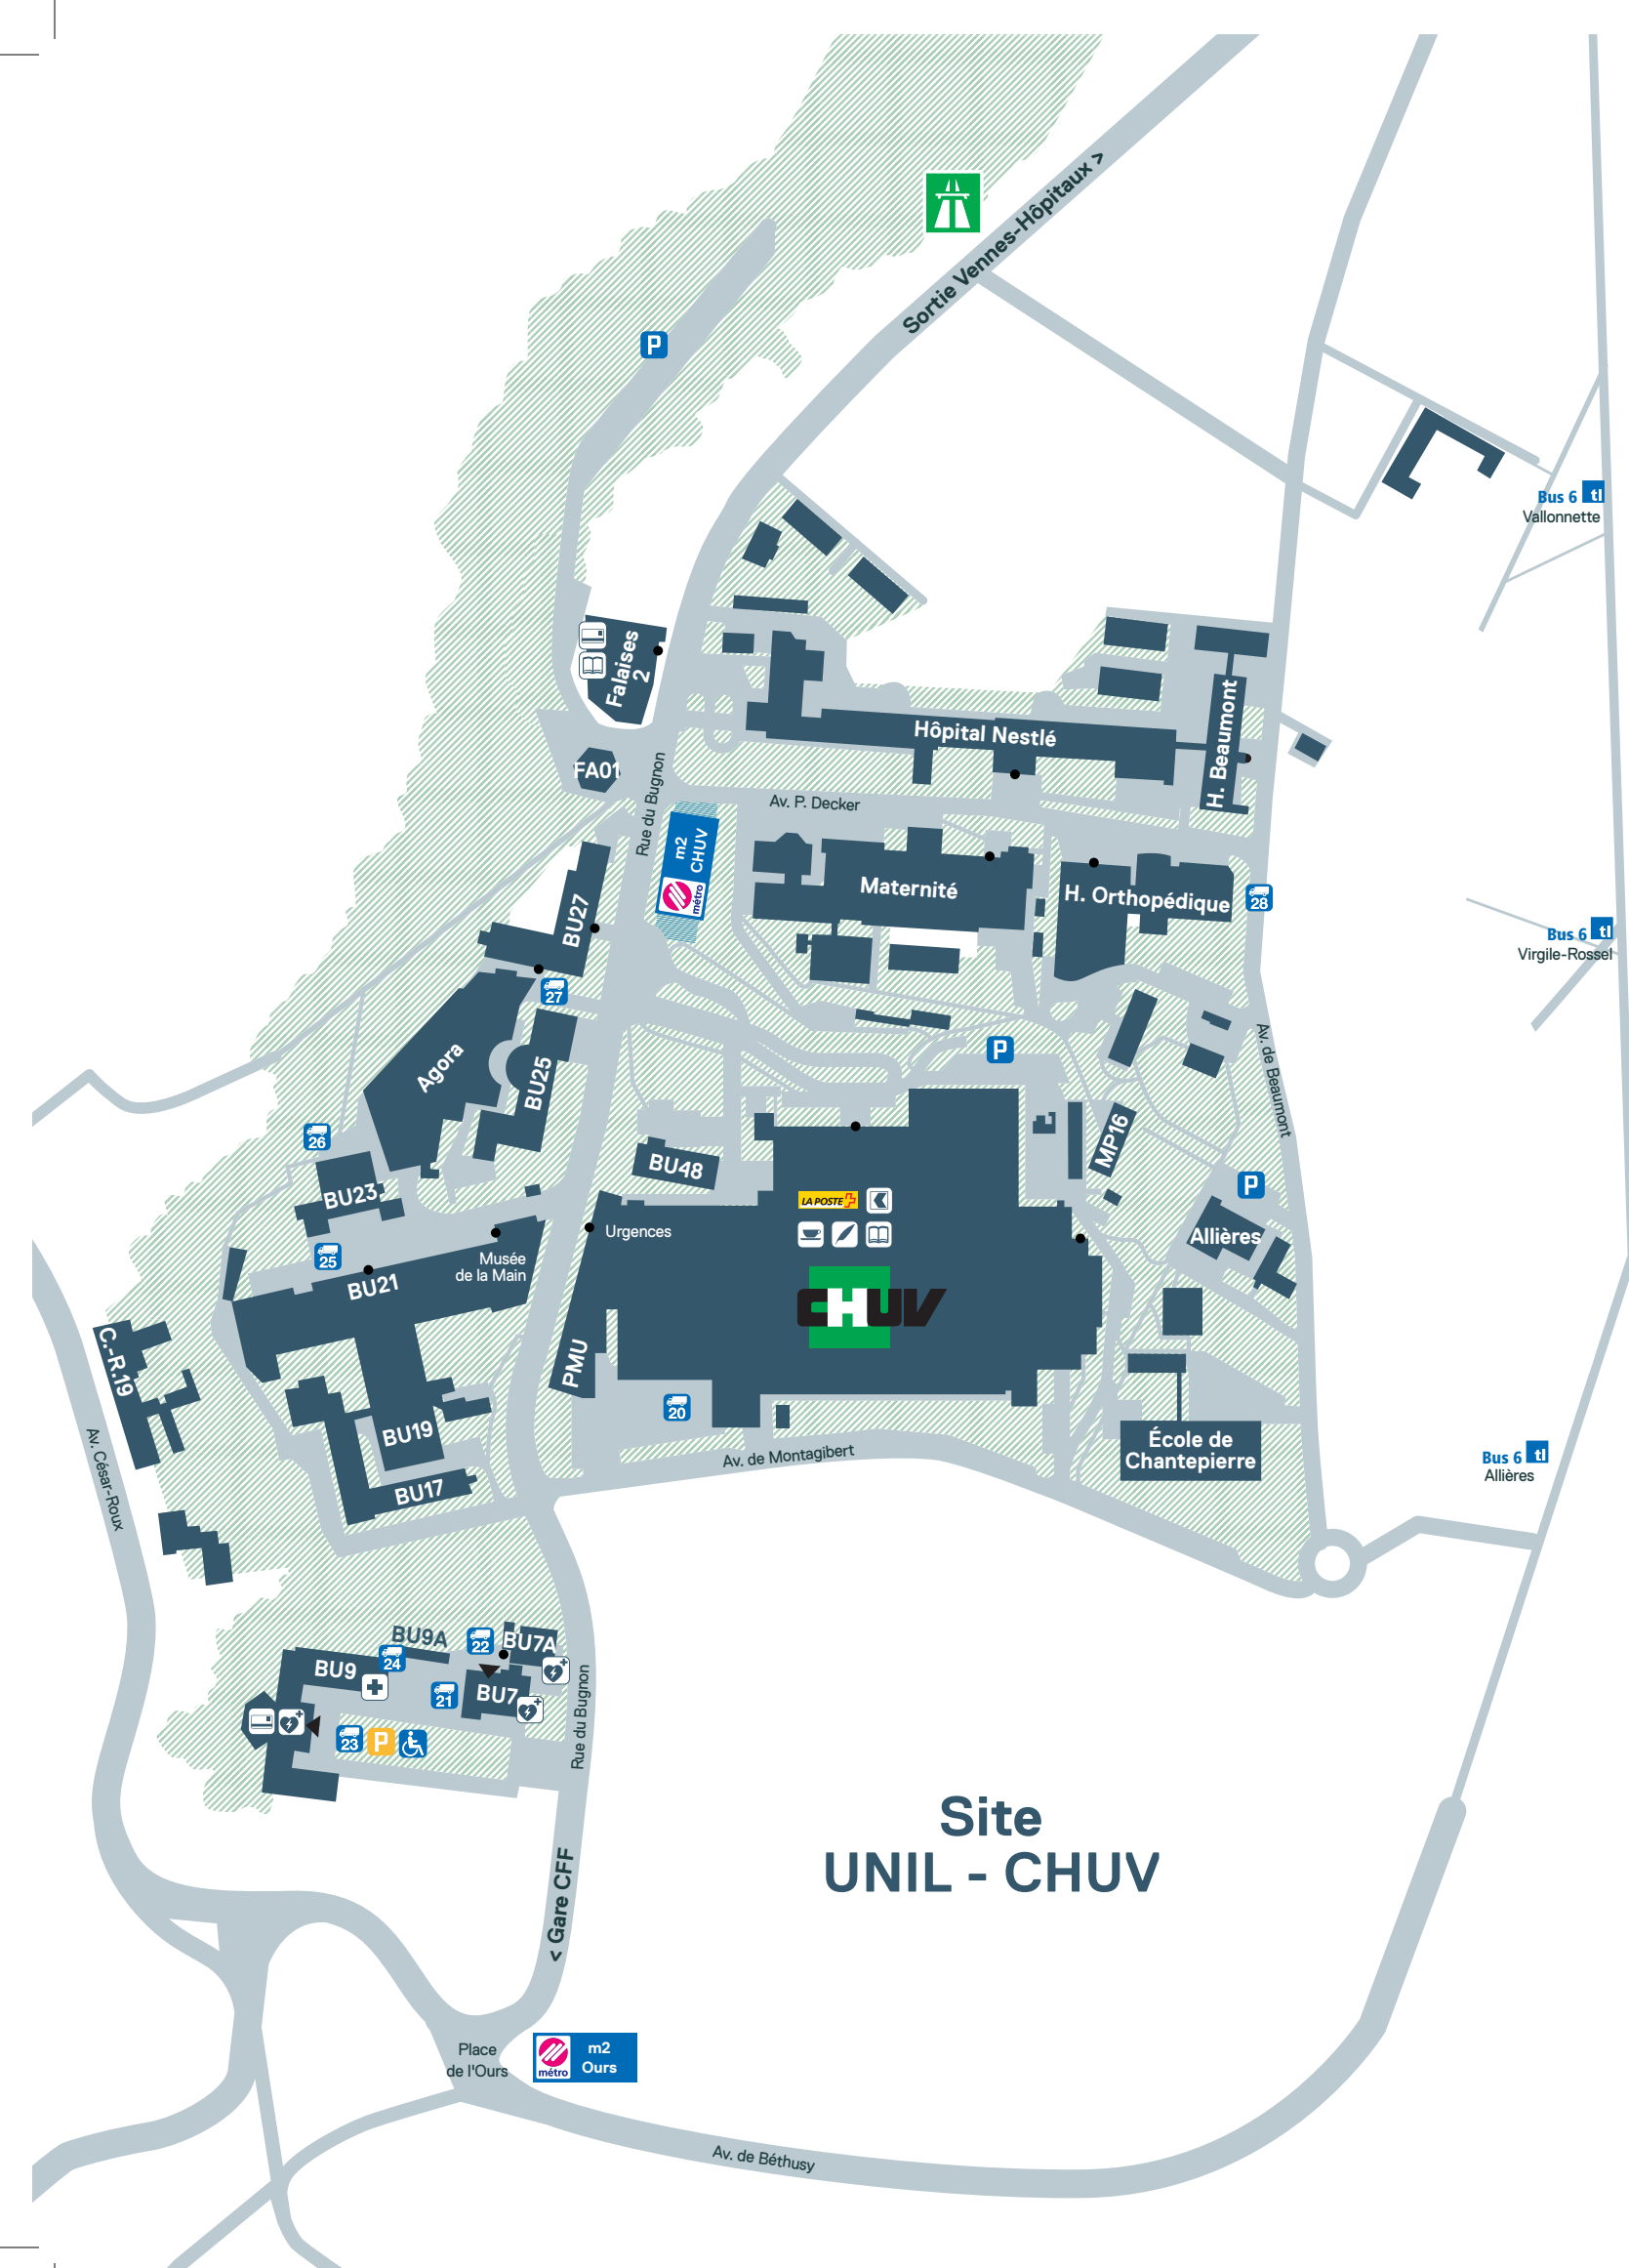 Sortie Vennes-Hôpitaux >
P
Bus 6 tl
Vallonnette
Falaises
2
Hôpital Nestlé
H. Beaumont
FA01
Rue du Bugnon
Av. P. Decker
m2
CHUV
métro
Maternité
H. Orthopédique
28
BU27
Bus 6 tl
Virgile-Rossel
27
Agora
BU25
P
Av. de Beaumont
26
MP16
BU48
BU23
P
LA POSTE
Urgences
Allières
Musée
de la Main
25
BU21
CHUV
C.-R.19
PMU
20
BU19
École de
Chantepierre
Av. de Montagibert
Bus 6 tl
Allières
BU17
Av. César-Roux
BU9A
22
BU7A
24
BU9
21
BU7
23
P
Rue du Bugnon
Site
UNIL - CHUV
< Gare CFF
Place
de l'Ours
métro
m2
Ours
Av. de Béthusy